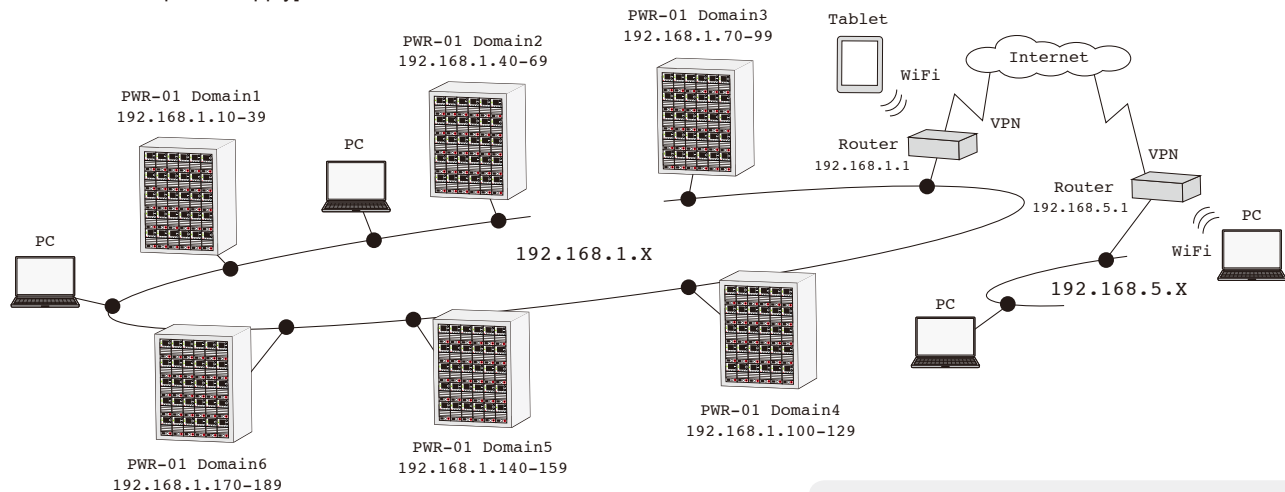 PWR-01 Domain3
192.168.1.70-99
Tablet
PWR-01 Domain2
192.168.1.40-69
Internet
WiFi
PWR-01 Domain1
192.168.1.10-39
VPN
PC
Router
192.168.1.1
VPN
Router
192.168.5.1
PC
PC
WiFi
192.168.1.X
192.168.5.X
PC
PWR-01 Domain4
192.168.1.100-129
PWR-01 Domain5
192.168.1.140-159
PWR-01 Domain6
192.168.1.170-189